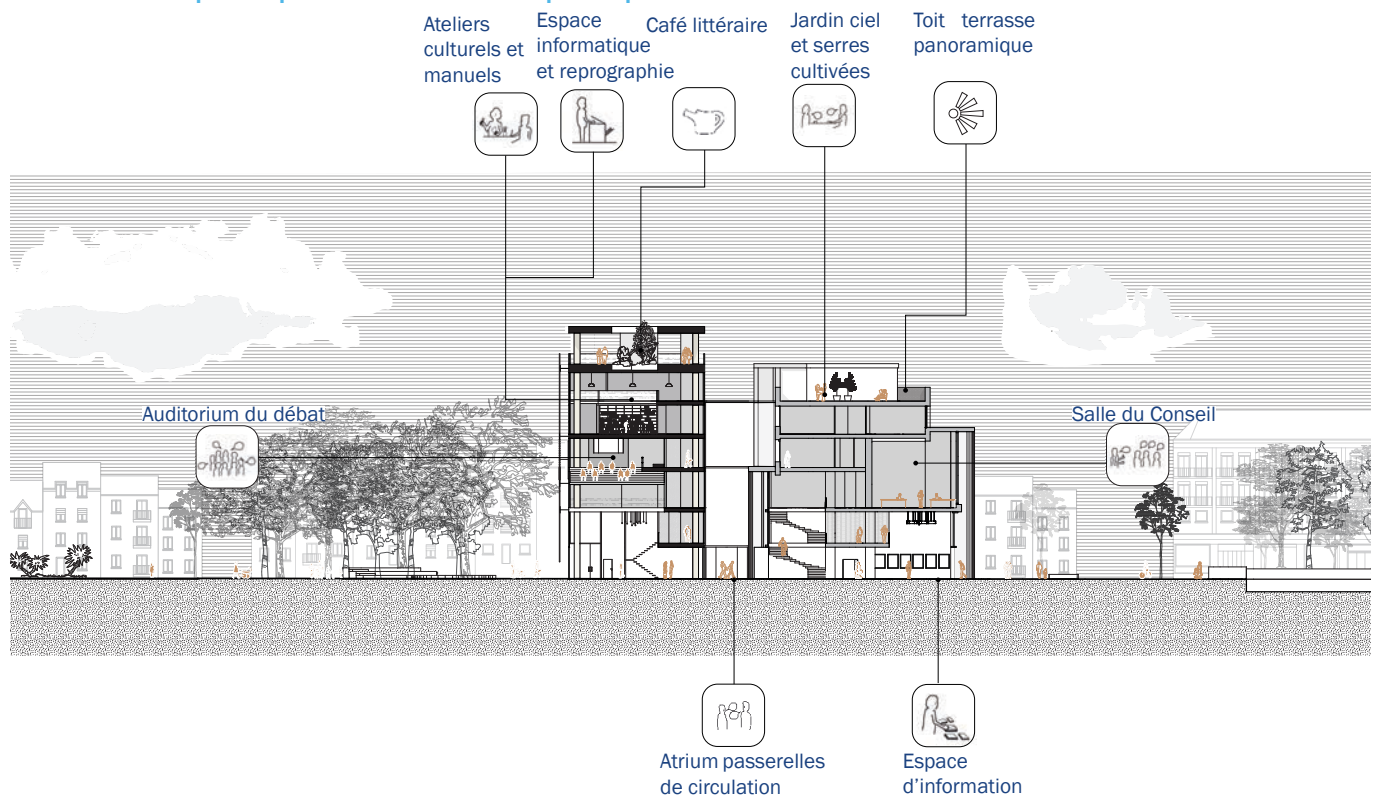 Ateliers
culturels et
manuels
Espace
informatique
et reprographie
Café littéraire
Jardin ciel
et serres
cultivées
Toit terrasse
panoramique
Auditorium du débat
Salle du Conseil
Atrium passerelles
de circulation
Espace
d’information